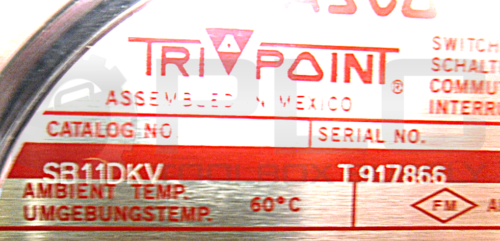 ASCO
TRI POINT ®
ASSEMBLED IN MEXICO
SWITCH
SCHALT
COMMUT
INTERR
CATALOG NO
SERIAL NO.
SB11DKV
T 917866
AMBIENT TEMP.
UMGEBUNGSTEMP.
60°C
FM